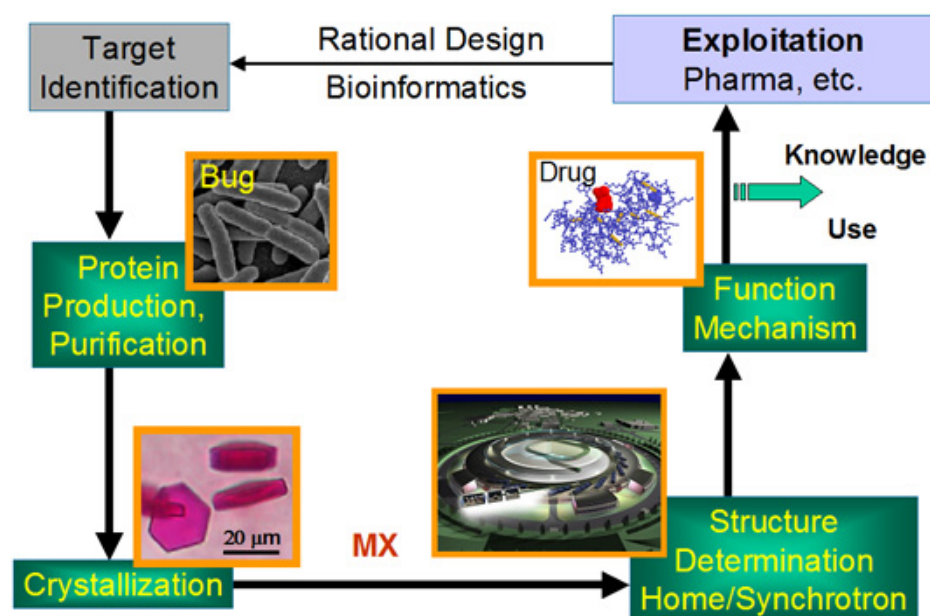 Target
Identification
Rational Design
Bioinformatics
Exploitation
Pharma, etc.
Bug
Drug
Knowledge
Use
Protein
Production,
Purification
Function
Mechanism
20 μm
MX
Crystallization
Structure
Determination
Home/Synchrotron